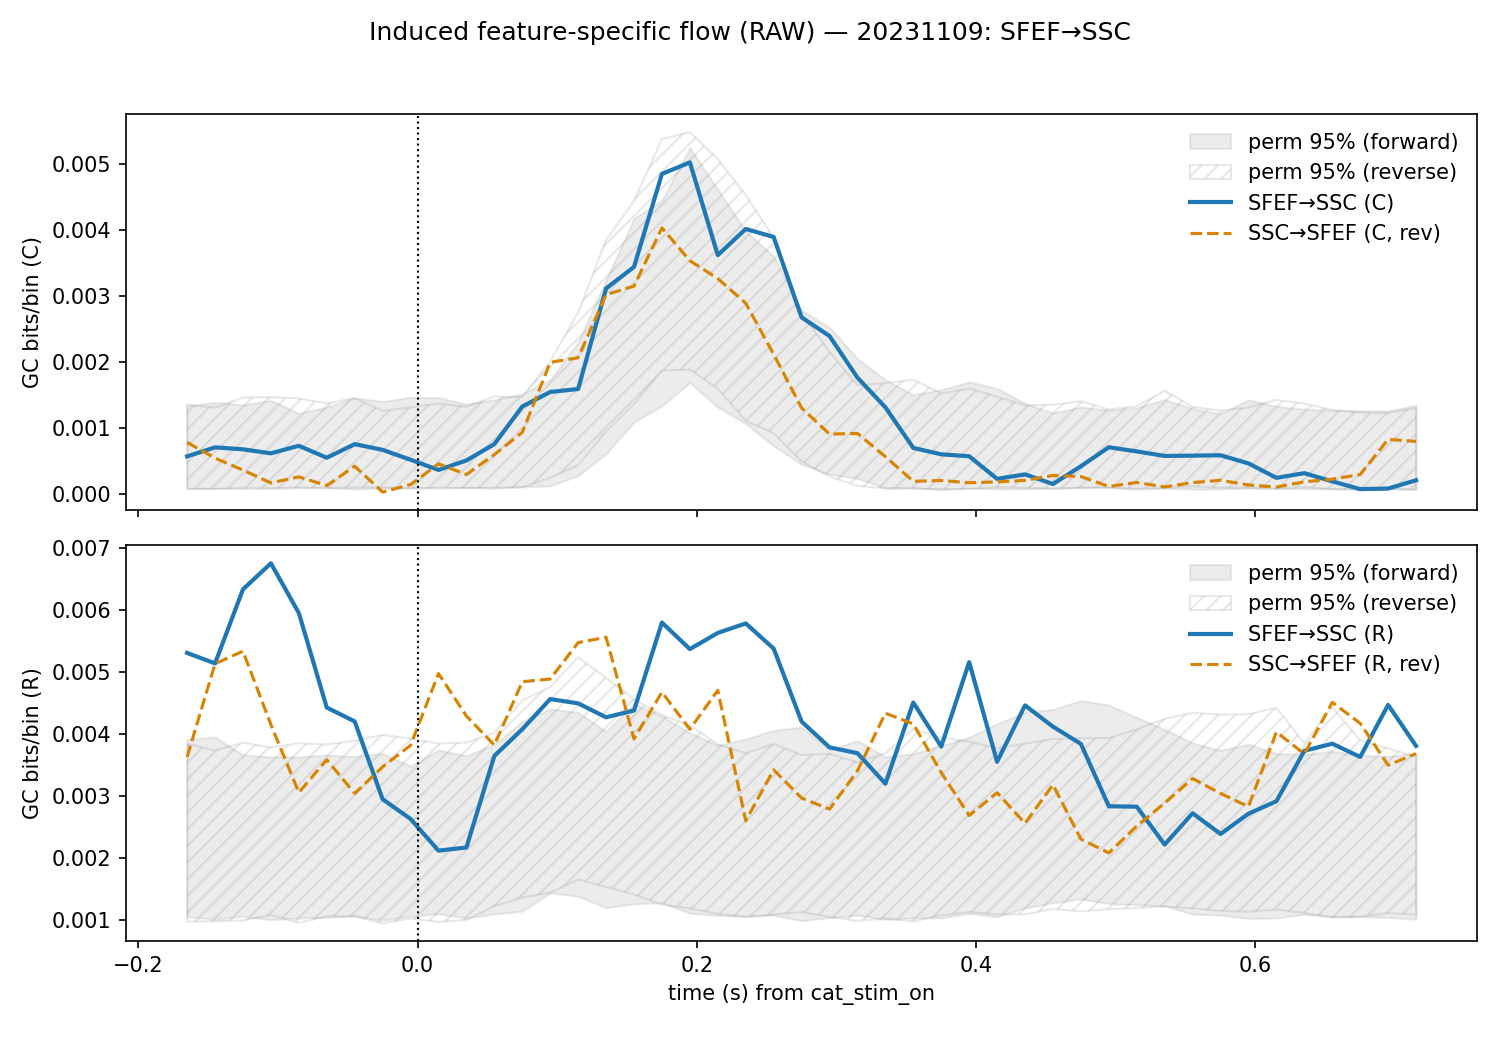 Induced feature-specific flow (RAW) — 20231109: SFEF→SSC
GC bits/bin (C)
0.005
0.004
0.003
0.002
0.001
0.000
perm 95% (forward)
perm 95% (reverse)
SFEF→SSC (C)
SSC→SFEF (C, rev)
GC bits/bin (R)
0.007
0.006
0.005
0.004
0.003
0.002
0.001
perm 95% (forward)
perm 95% (reverse)
SFEF→SSC (R)
SSC→SFEF (R, rev)
−0.2 0.0 0.2 0.4 0.6
time (s) from cat_stim_on